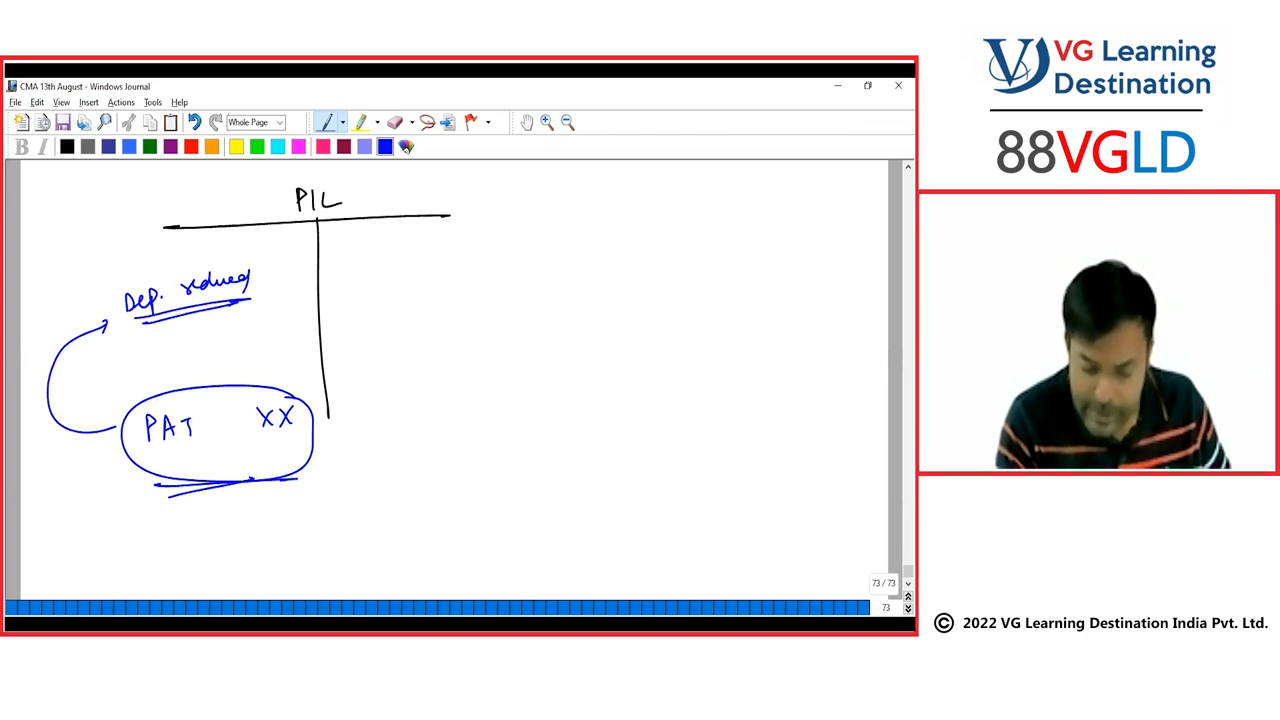 CMA 13th August - Windows Journal
File Edit View Insert Actions Tools Help
Whole Page
B I
P/L
Dep. reduced
PAT XX
73 / 73
73
VG Learning
Destination
88VGLD
© 2022 VG Learning Destination India Pvt. Ltd.